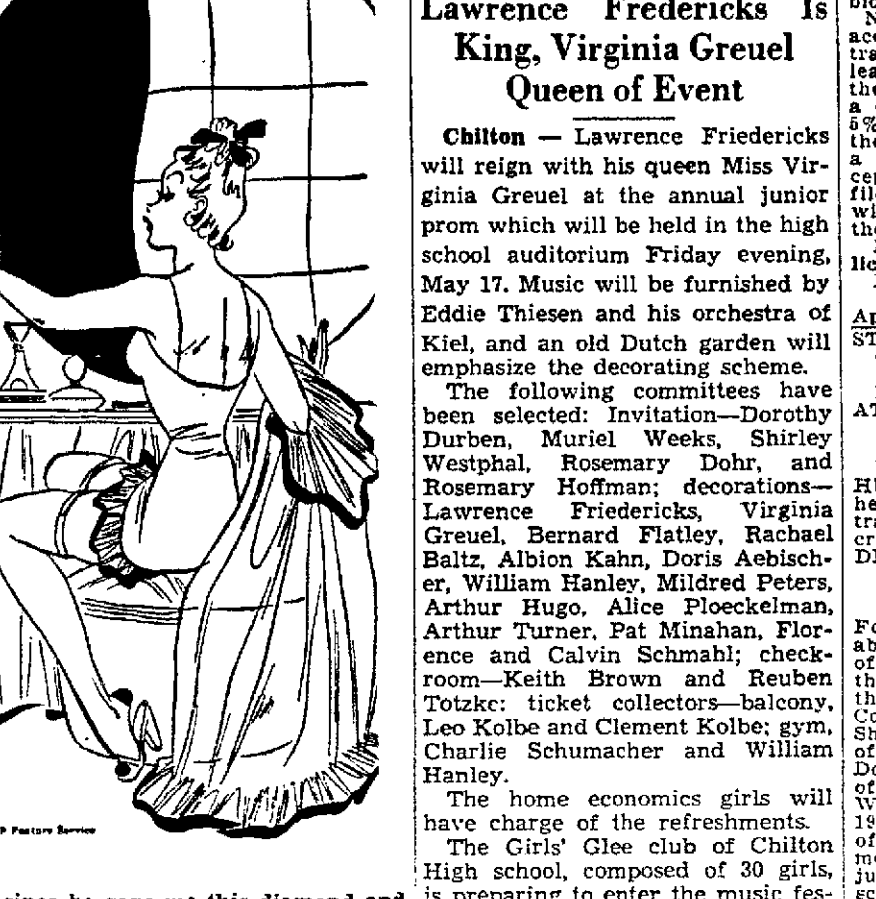 Lawrence Fredericks Is
King, Virginia Greuel
Queen of Event
Chilton — Lawrence Friedericks
will reign with his queen Miss Vir-
ginia Greuel at the annual junior
prom which will be held in the high
school auditorium Friday evening,
May 17. Music will be furnished by
Eddie Thiesen and his orchestra of
Kiel, and an old Dutch garden will
emphasize the decorating scheme.
The following committees have
been selected: Invitation—Dorothy
Durben, Muriel Weeks, Shirley
Westphal, Rosemary Dohr, and
Rosemary Hoffman; decorations—
Lawrence Friedericks, Virginia
Greuel, Bernard Flatley, Rachael
Baltz, Albion Kahn, Doris Aebisch-
er, William Hanley, Mildred Peters,
Arthur Hugo, Alice Ploeckelman,
Arthur Turner, Pat Minahan, Flor-
ence and Calvin Schmahl; check-
room—Keith Brown and Reuben
Totzke: ticket collectors—balcony,
Leo Kolbe and Clement Kolbe; gym,
Charlie Schumacher and William
Hanley.
The home economics girls will
have charge of the refreshments.
The Girls' Glee club of Chilton
High school, composed of 30 girls,
is preparing to enter the music fes-
P Feature Service